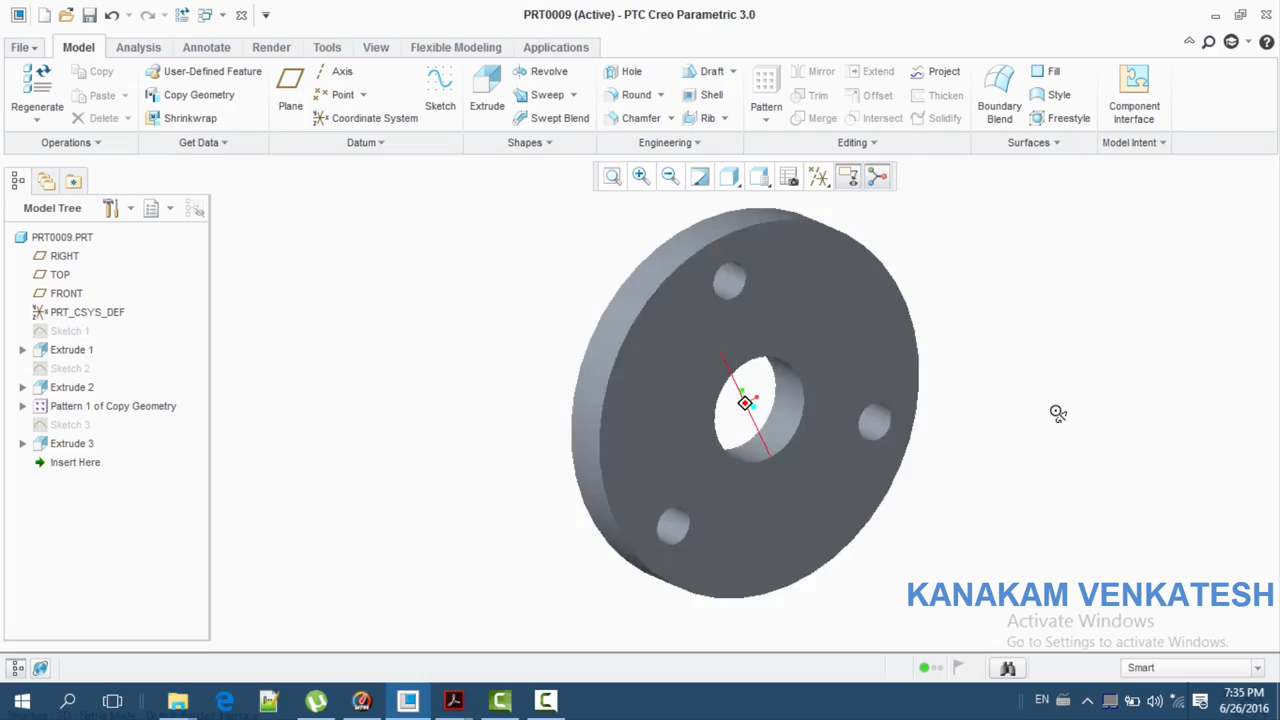 PRT0009 (Active) - PTC Creo Parametric 3.0
File Model Analysis Annotate Render Tools View Flexible Modeling Applications
Regenerate Copy Paste Delete
User-Defined Feature Copy Geometry Shrinkwrap
Plane Axis Point Coordinate System Sketch
Extrude Revolve Sweep Swept Blend
Hole Round Chamfer Draft Shell Rib
Pattern Mirror Trim Merge Extend Offset Intersect Project Thicken Solidify
Boundary Blend Fill Style Freestyle
Component Interface
Operations Get Data Datum Shapes Engineering Editing Surfaces Model Intent
Model Tree
PRT0009.PRT
RIGHT
TOP
FRONT
PRT_CSYS_DEF
Sketch 1
Extrude 1
Sketch 2
Extrude 2
Pattern 1 of Copy Geometry
Sketch 3
Extrude 3
Insert Here
KANAKAM VENKATESH
Activate Windows
Go to Settings to activate Windows.
Smart
EN
7:35 PM
6/26/2016